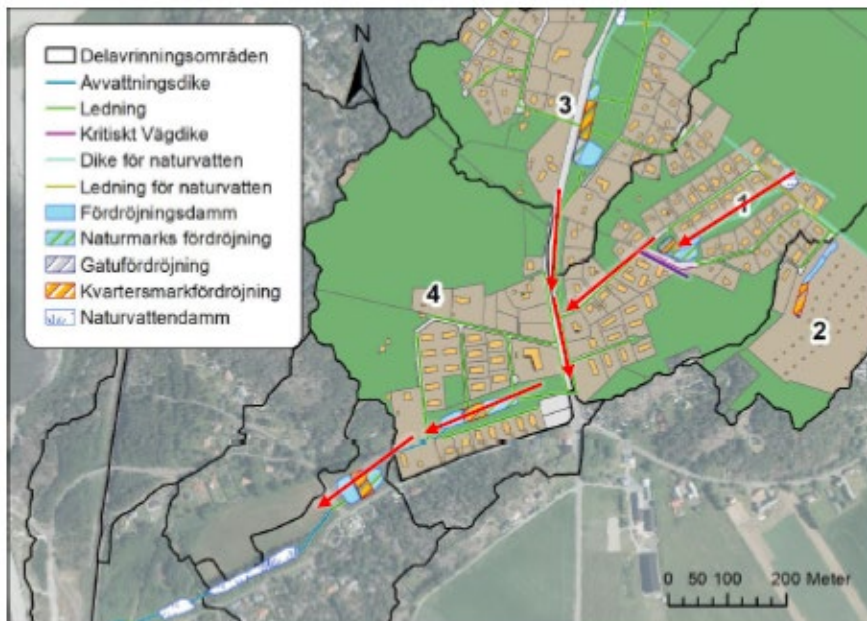 N
Delavrinningsområden
Avvattningsdike
Ledning
Kritiskt Vägdike
Dike för naturvatten
Ledning för naturvatten
Fördröjningsdamm
Naturmarks fördröjning
Gatufördröjning
Kvartersmarkfördröjning
Naturvattendamm
3
1
4
2
0 50 100 200 Meter